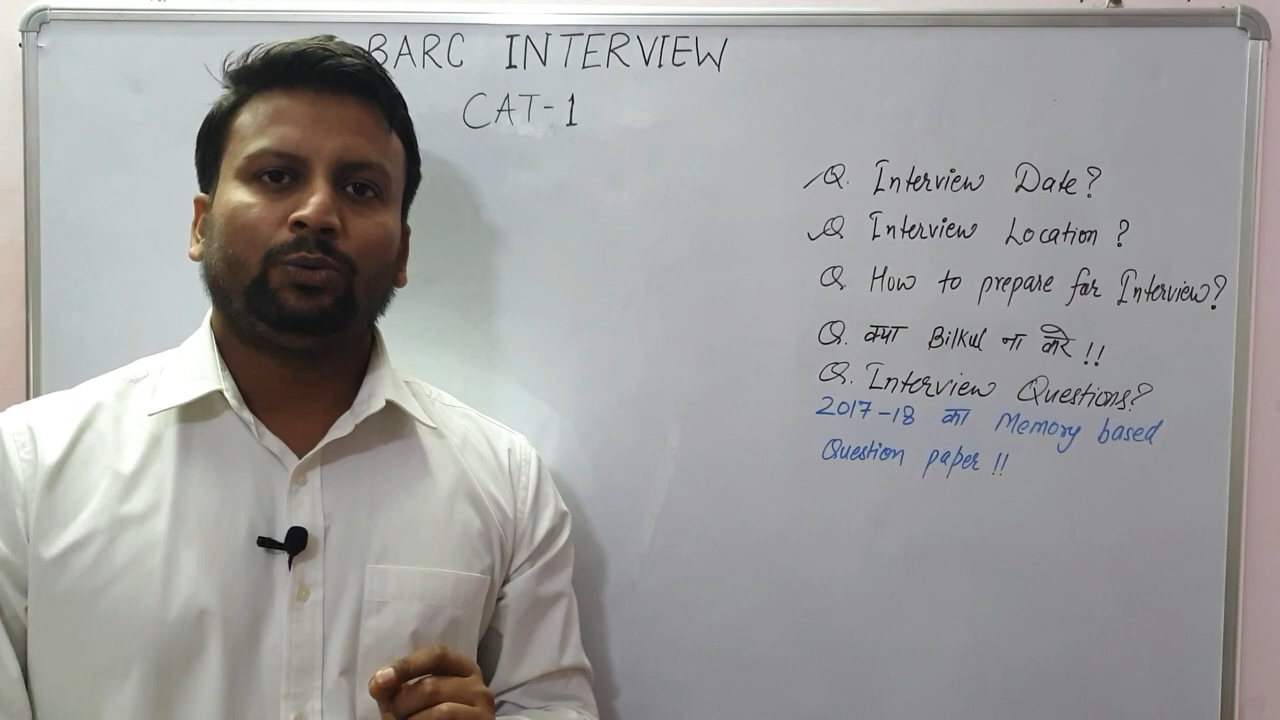 BARC INTERVIEW
CAT-1
Q. Interview Date?
Q Interview Location?
Q. How to prepare for Interview?
Q. क्या Bilkul ना करे!!
Q. Interview Questions?
2017-18 का Memory based
Question paper!!